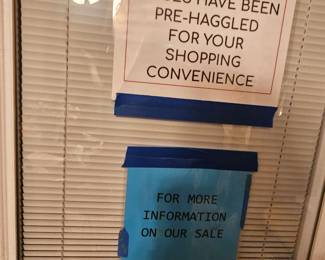 HAVE BEEN
PRE-HAGGLED
FOR YOUR
SHOPPING
CONVENIENCE
FOR MORE
INFORMATION
ON OUR SALE